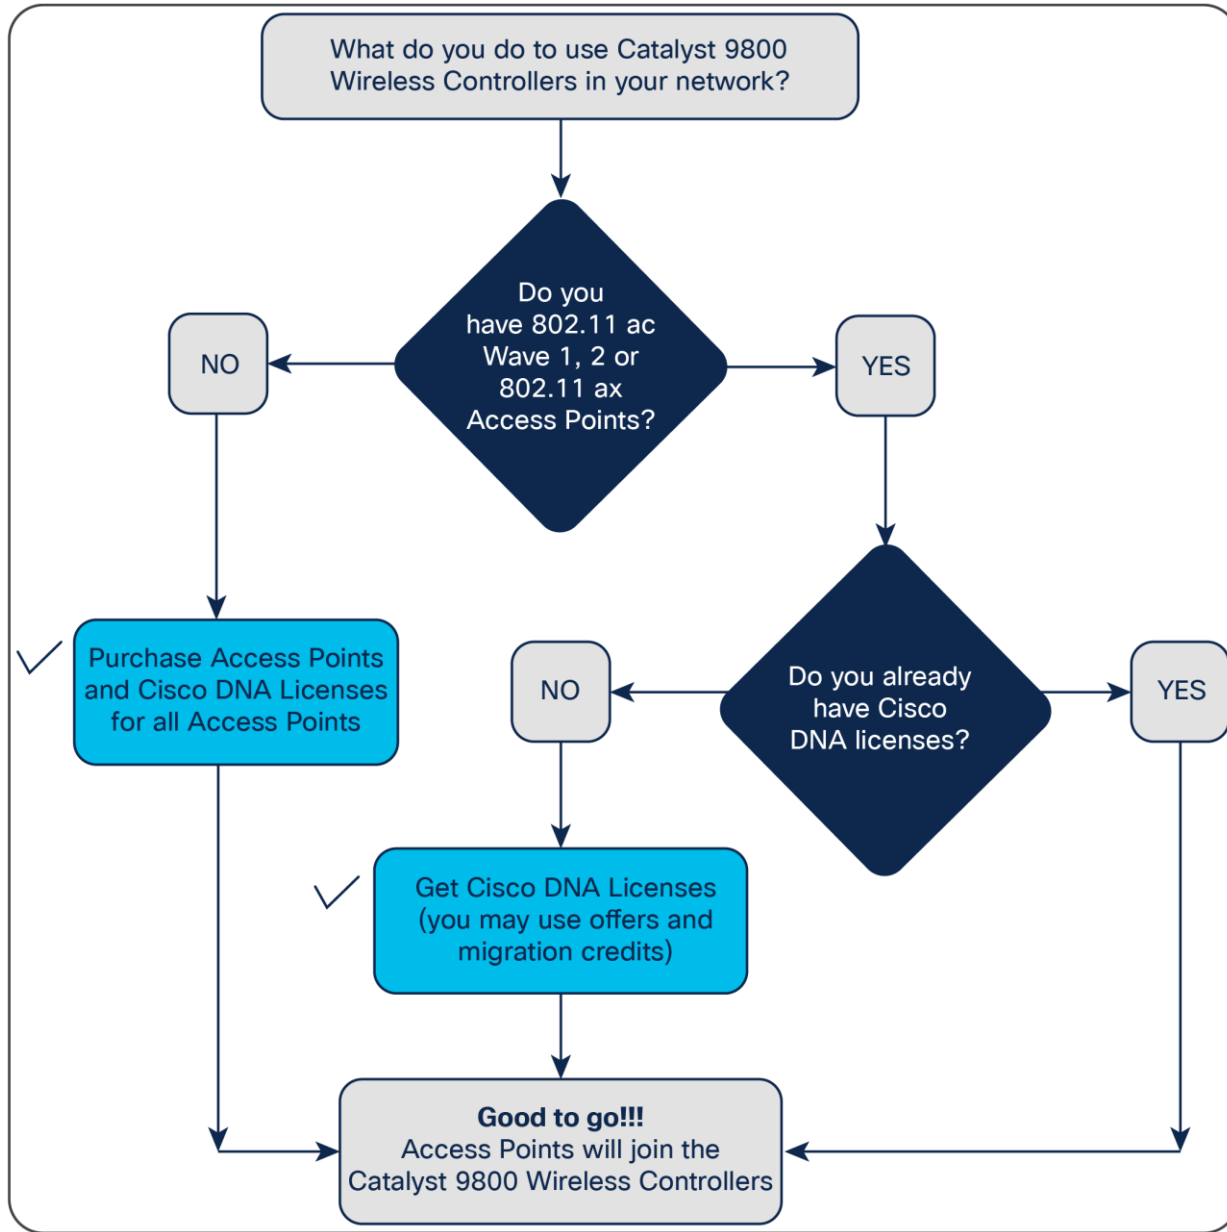 What do you do to use Catalyst 9800
Wireless Controllers in your network?
Do you
have 802.11 ac
Wave 1, 2 or
802.11 ax
Access Points?
NO
YES
Purchase Access Points
and Cisco DNA Licenses
for all Access Points
NO
Do you already
have Cisco
DNA licenses?
YES
Get Cisco DNA Licenses
(you may use offers and
migration credits)
Good to go!!!
Access Points will join the
Catalyst 9800 Wireless Controllers